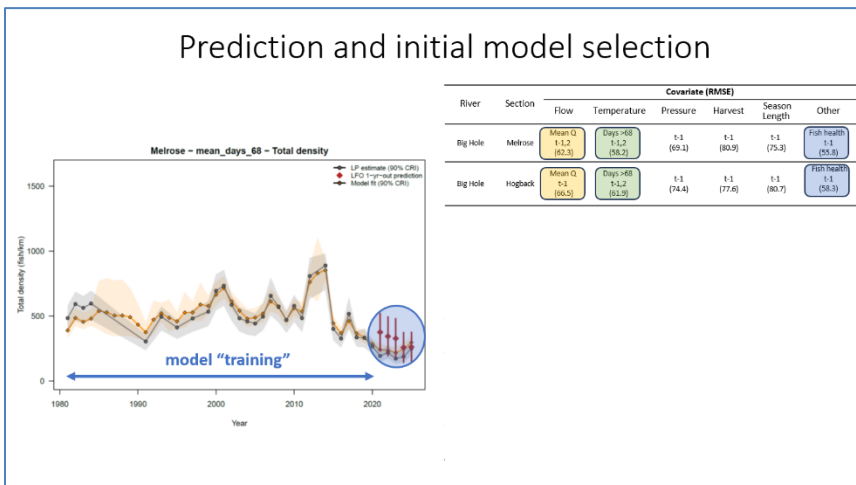 Prediction and initial model selection
Melrose − mean_days_68 − Total density
LP estimate (90% CRI)
LFO 1-yr-out prediction
Model fit (90% CRI)
Total density (fish/km)
1500
1000
500
0
model “training”
1980
1990
2000
2010
2020
Year
Covariate (RMSE)
River Section Flow Temperature Pressure Harvest Season Length Other
Big Hole Melrose Mean Q t-1,2 (62.3) Days >68 t-1,2 (58.2) t-1 (69.1) t-1 (80.9) t-1 (75.3) Fish health t-1 (55.8)
Big Hole Hogback Mean Q t-1 (66.5) Days >68 t-1,2 (61.9) t-1 (74.4) t-1 (77.6) t-1 (80.7) Fish health t-1 (58.3)